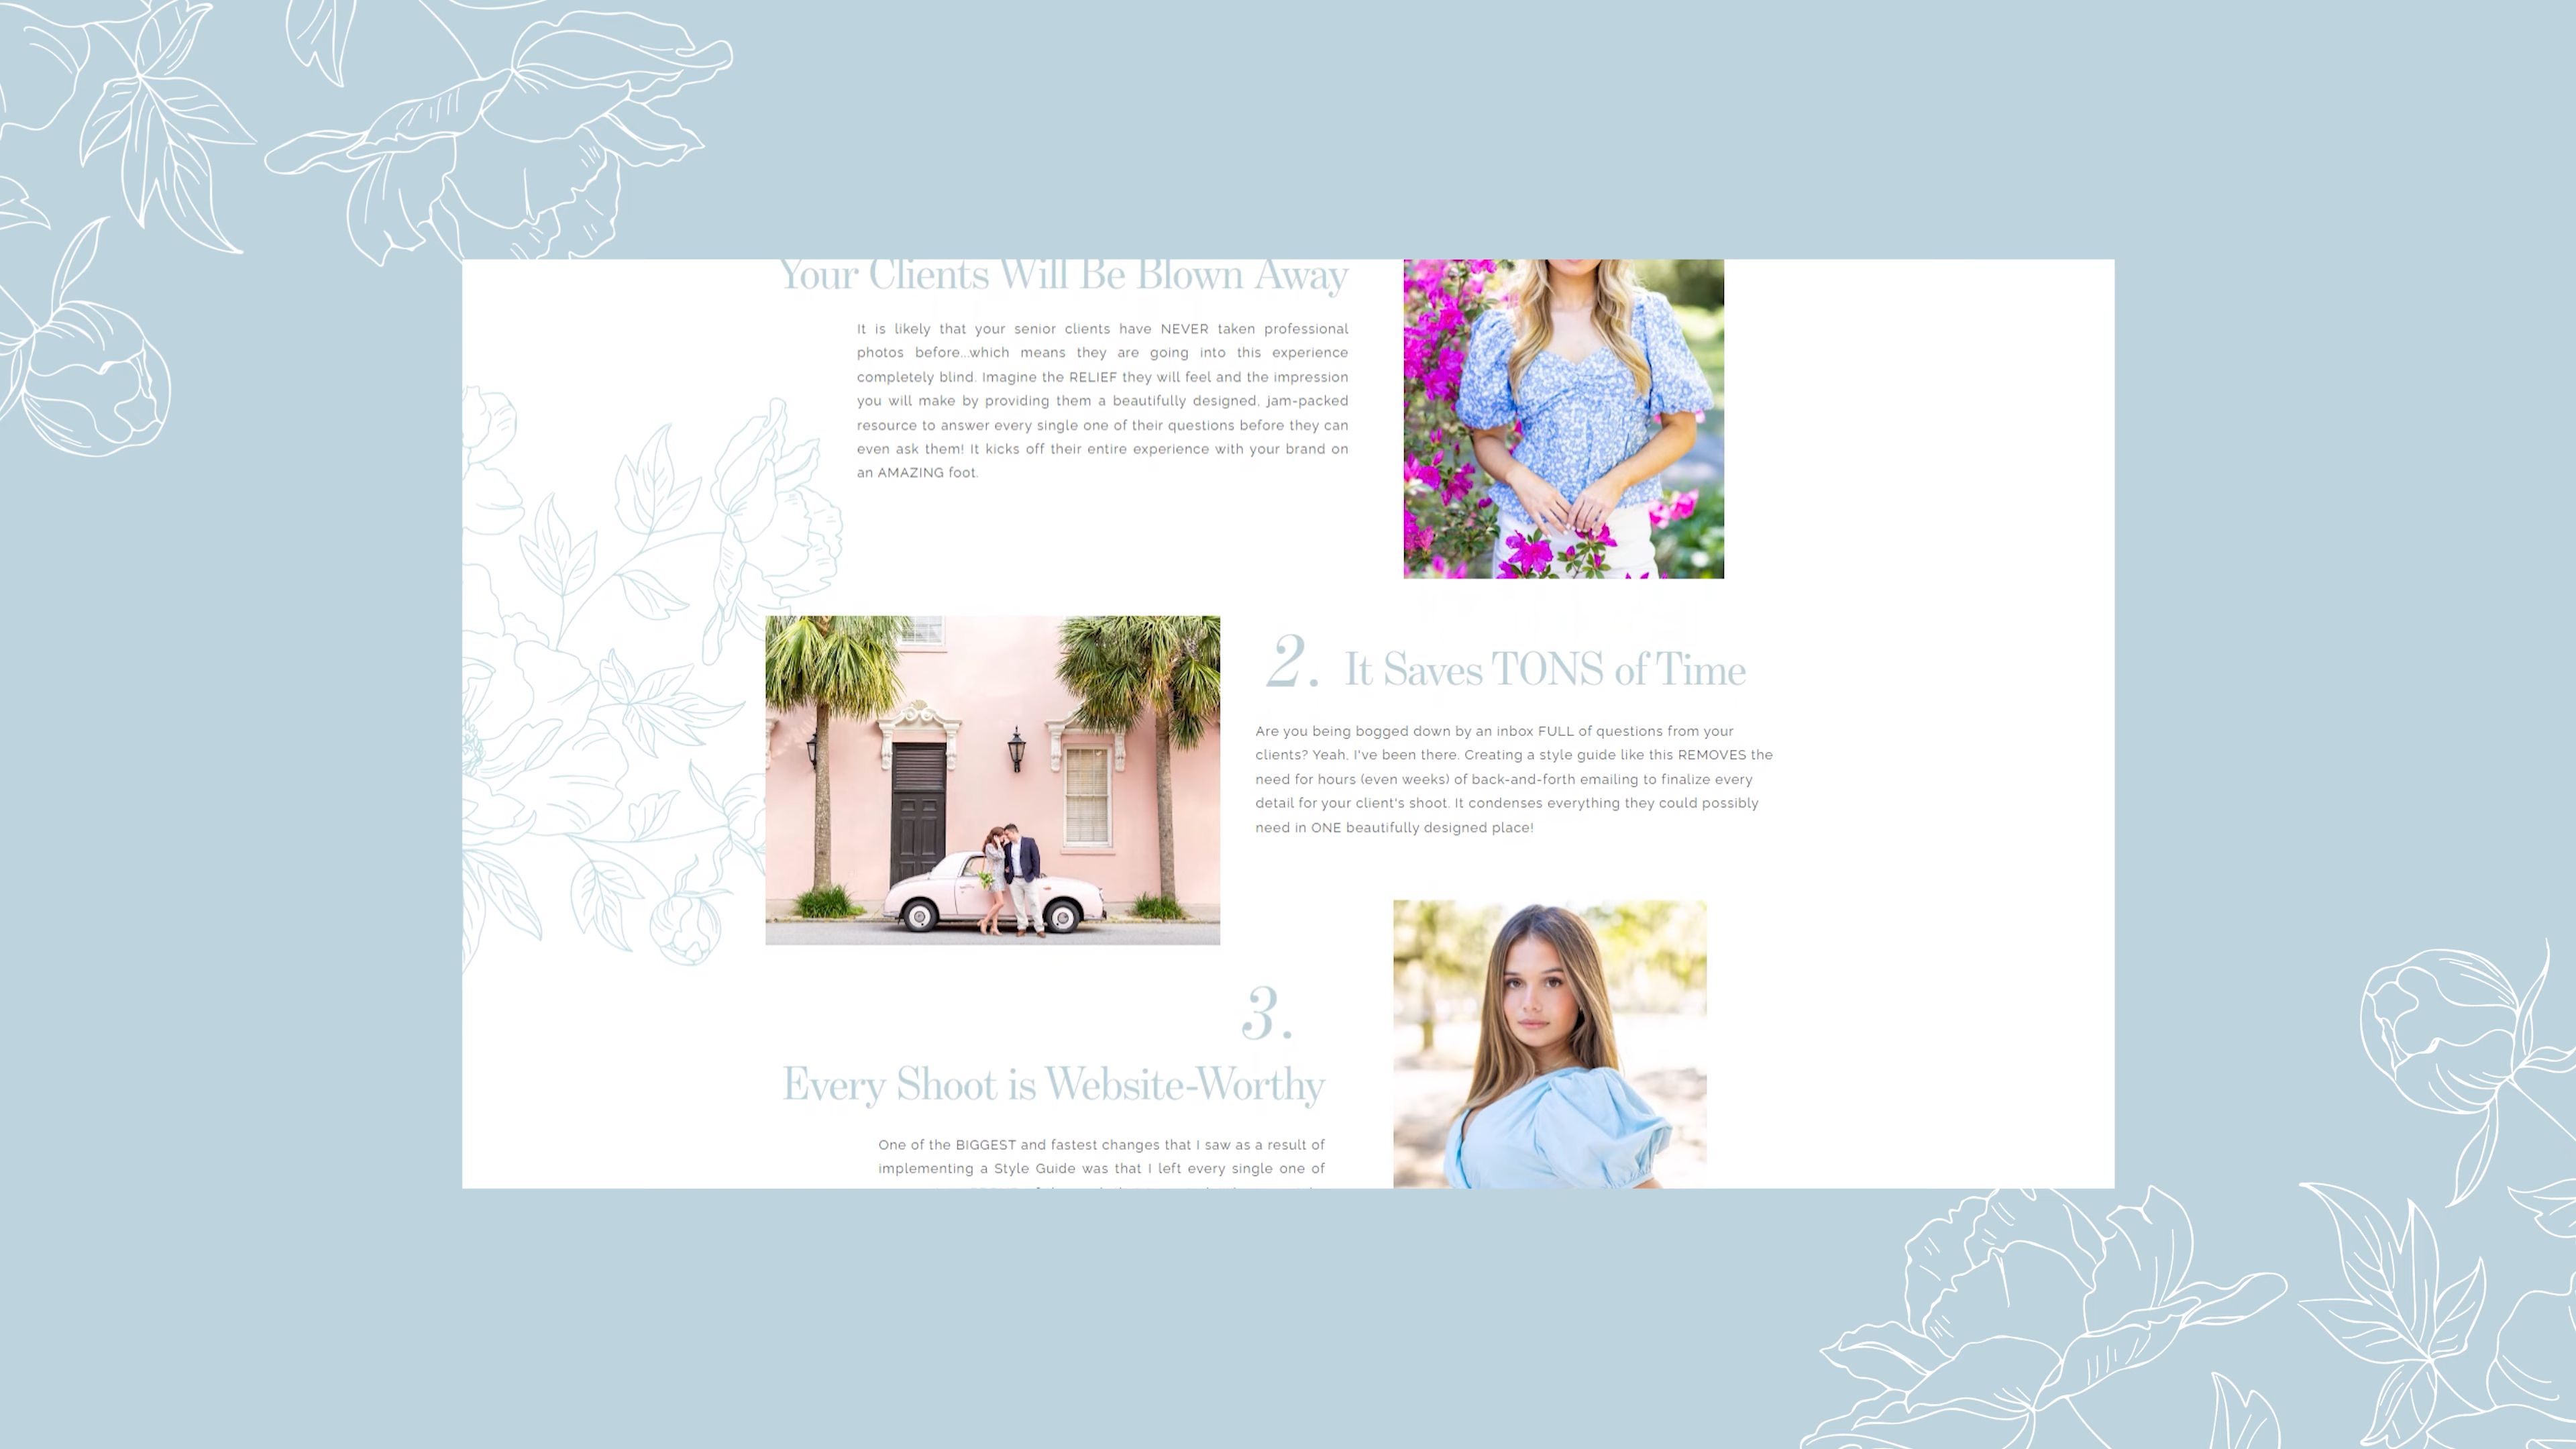 Your Clients Will Be Blown Away
It is likely that your senior clients have NEVER taken professional
photos before...which means they are going into this experience
completely blind. Imagine the RELIEF they will feel and the impression
you will make by providing them a beautifully designed, jam-packed
resource to answer every single one of their questions before they can
even ask them! It kicks off their entire experience with your brand on
an AMAZING foot.
2. It Saves TONS of Time
Are you being bogged down by an inbox FULL of questions from your
clients? Yeah, I've been there. Creating a style guide like this REMOVES the
need for hours (even weeks) of back-and-forth emailing to finalize every
detail for your client's shoot. It condenses everything they could possibly
need in ONE beautifully designed place!
3.
Every Shoot is Website-Worthy
One of the BIGGEST and fastest changes that I saw as a result of
implementing a Style Guide was that I left every single one of